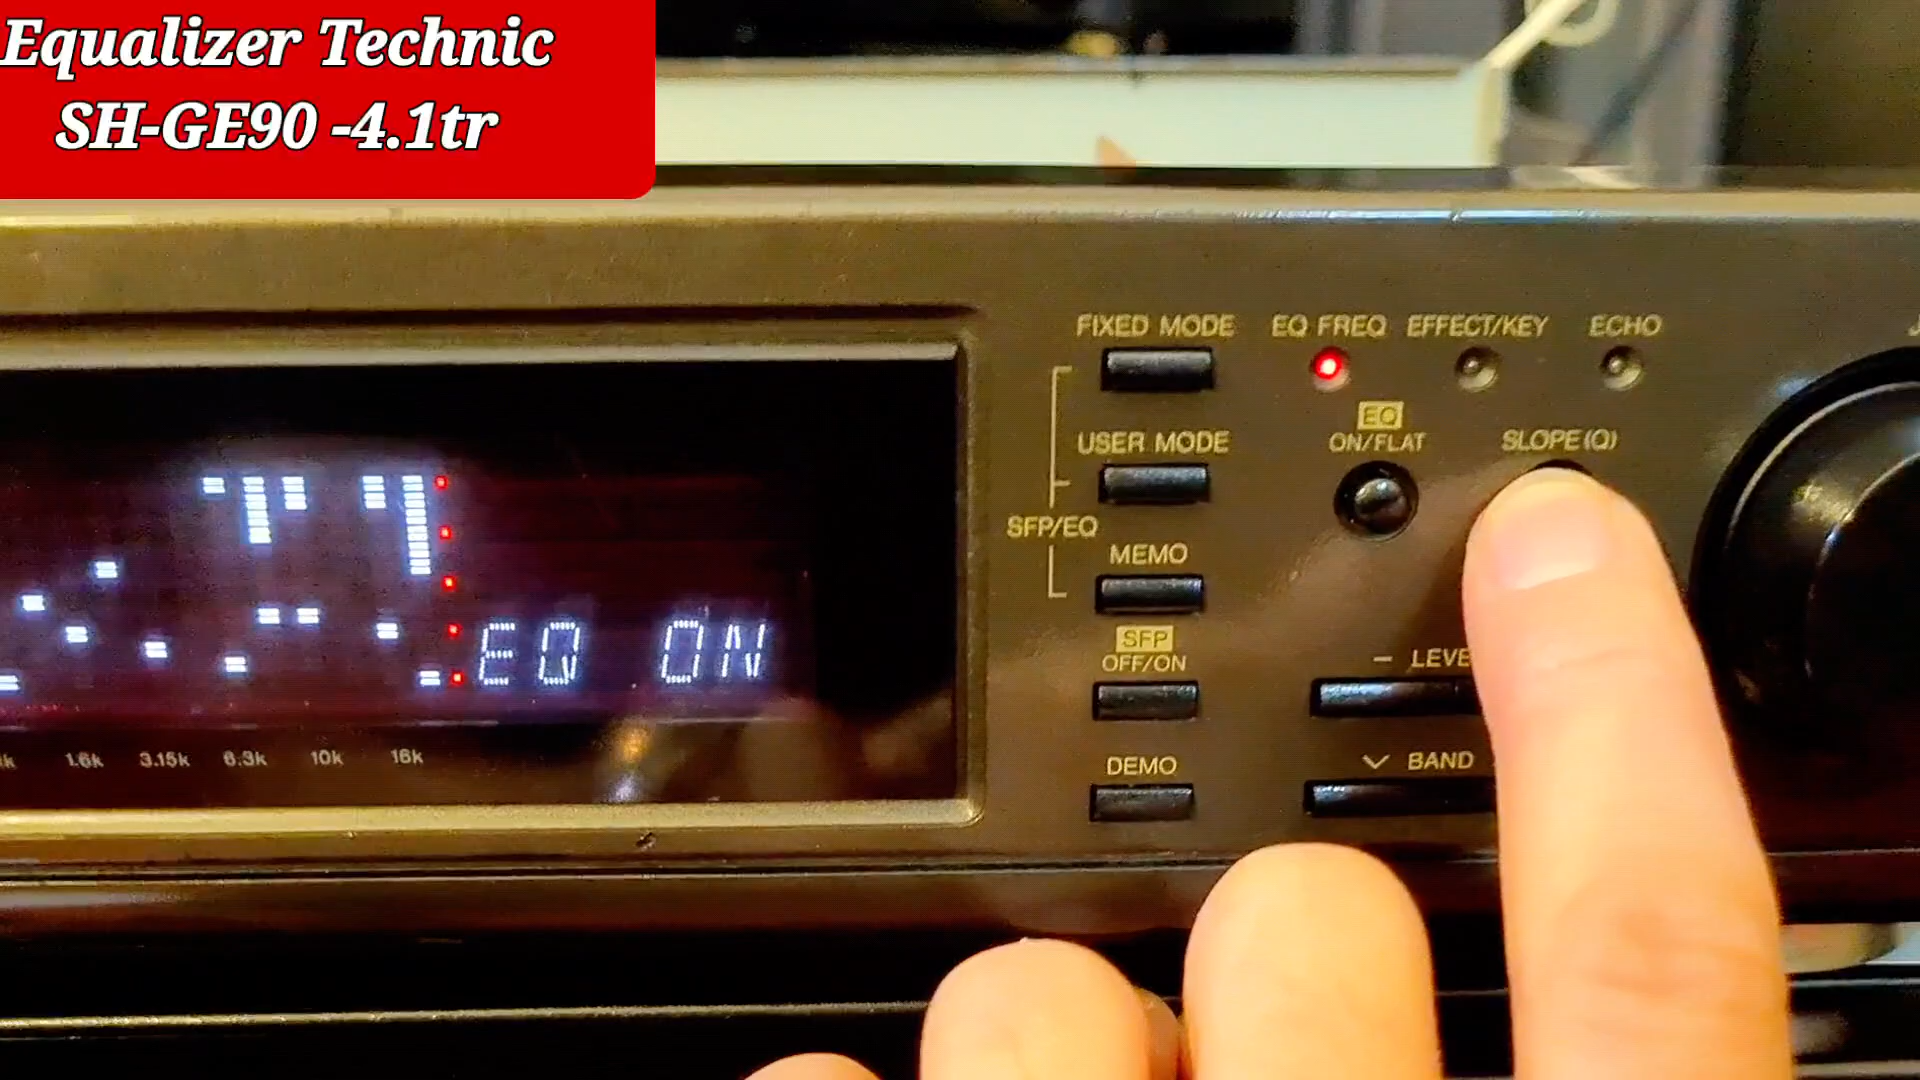 Equalizer Technic
SH-GE90 -4.1tr
FIXED MODE
EQ FREQ
EFFECT/KEY
ECHO
EQ
ON/FLAT
SLOPE(Q)
USER MODE
SFP/EQ
MEMO
SFP
OFF/ON
– LEVE
DEMO
BAND
EQ ON
1.6k 3.15k 6.3k 10k 16k